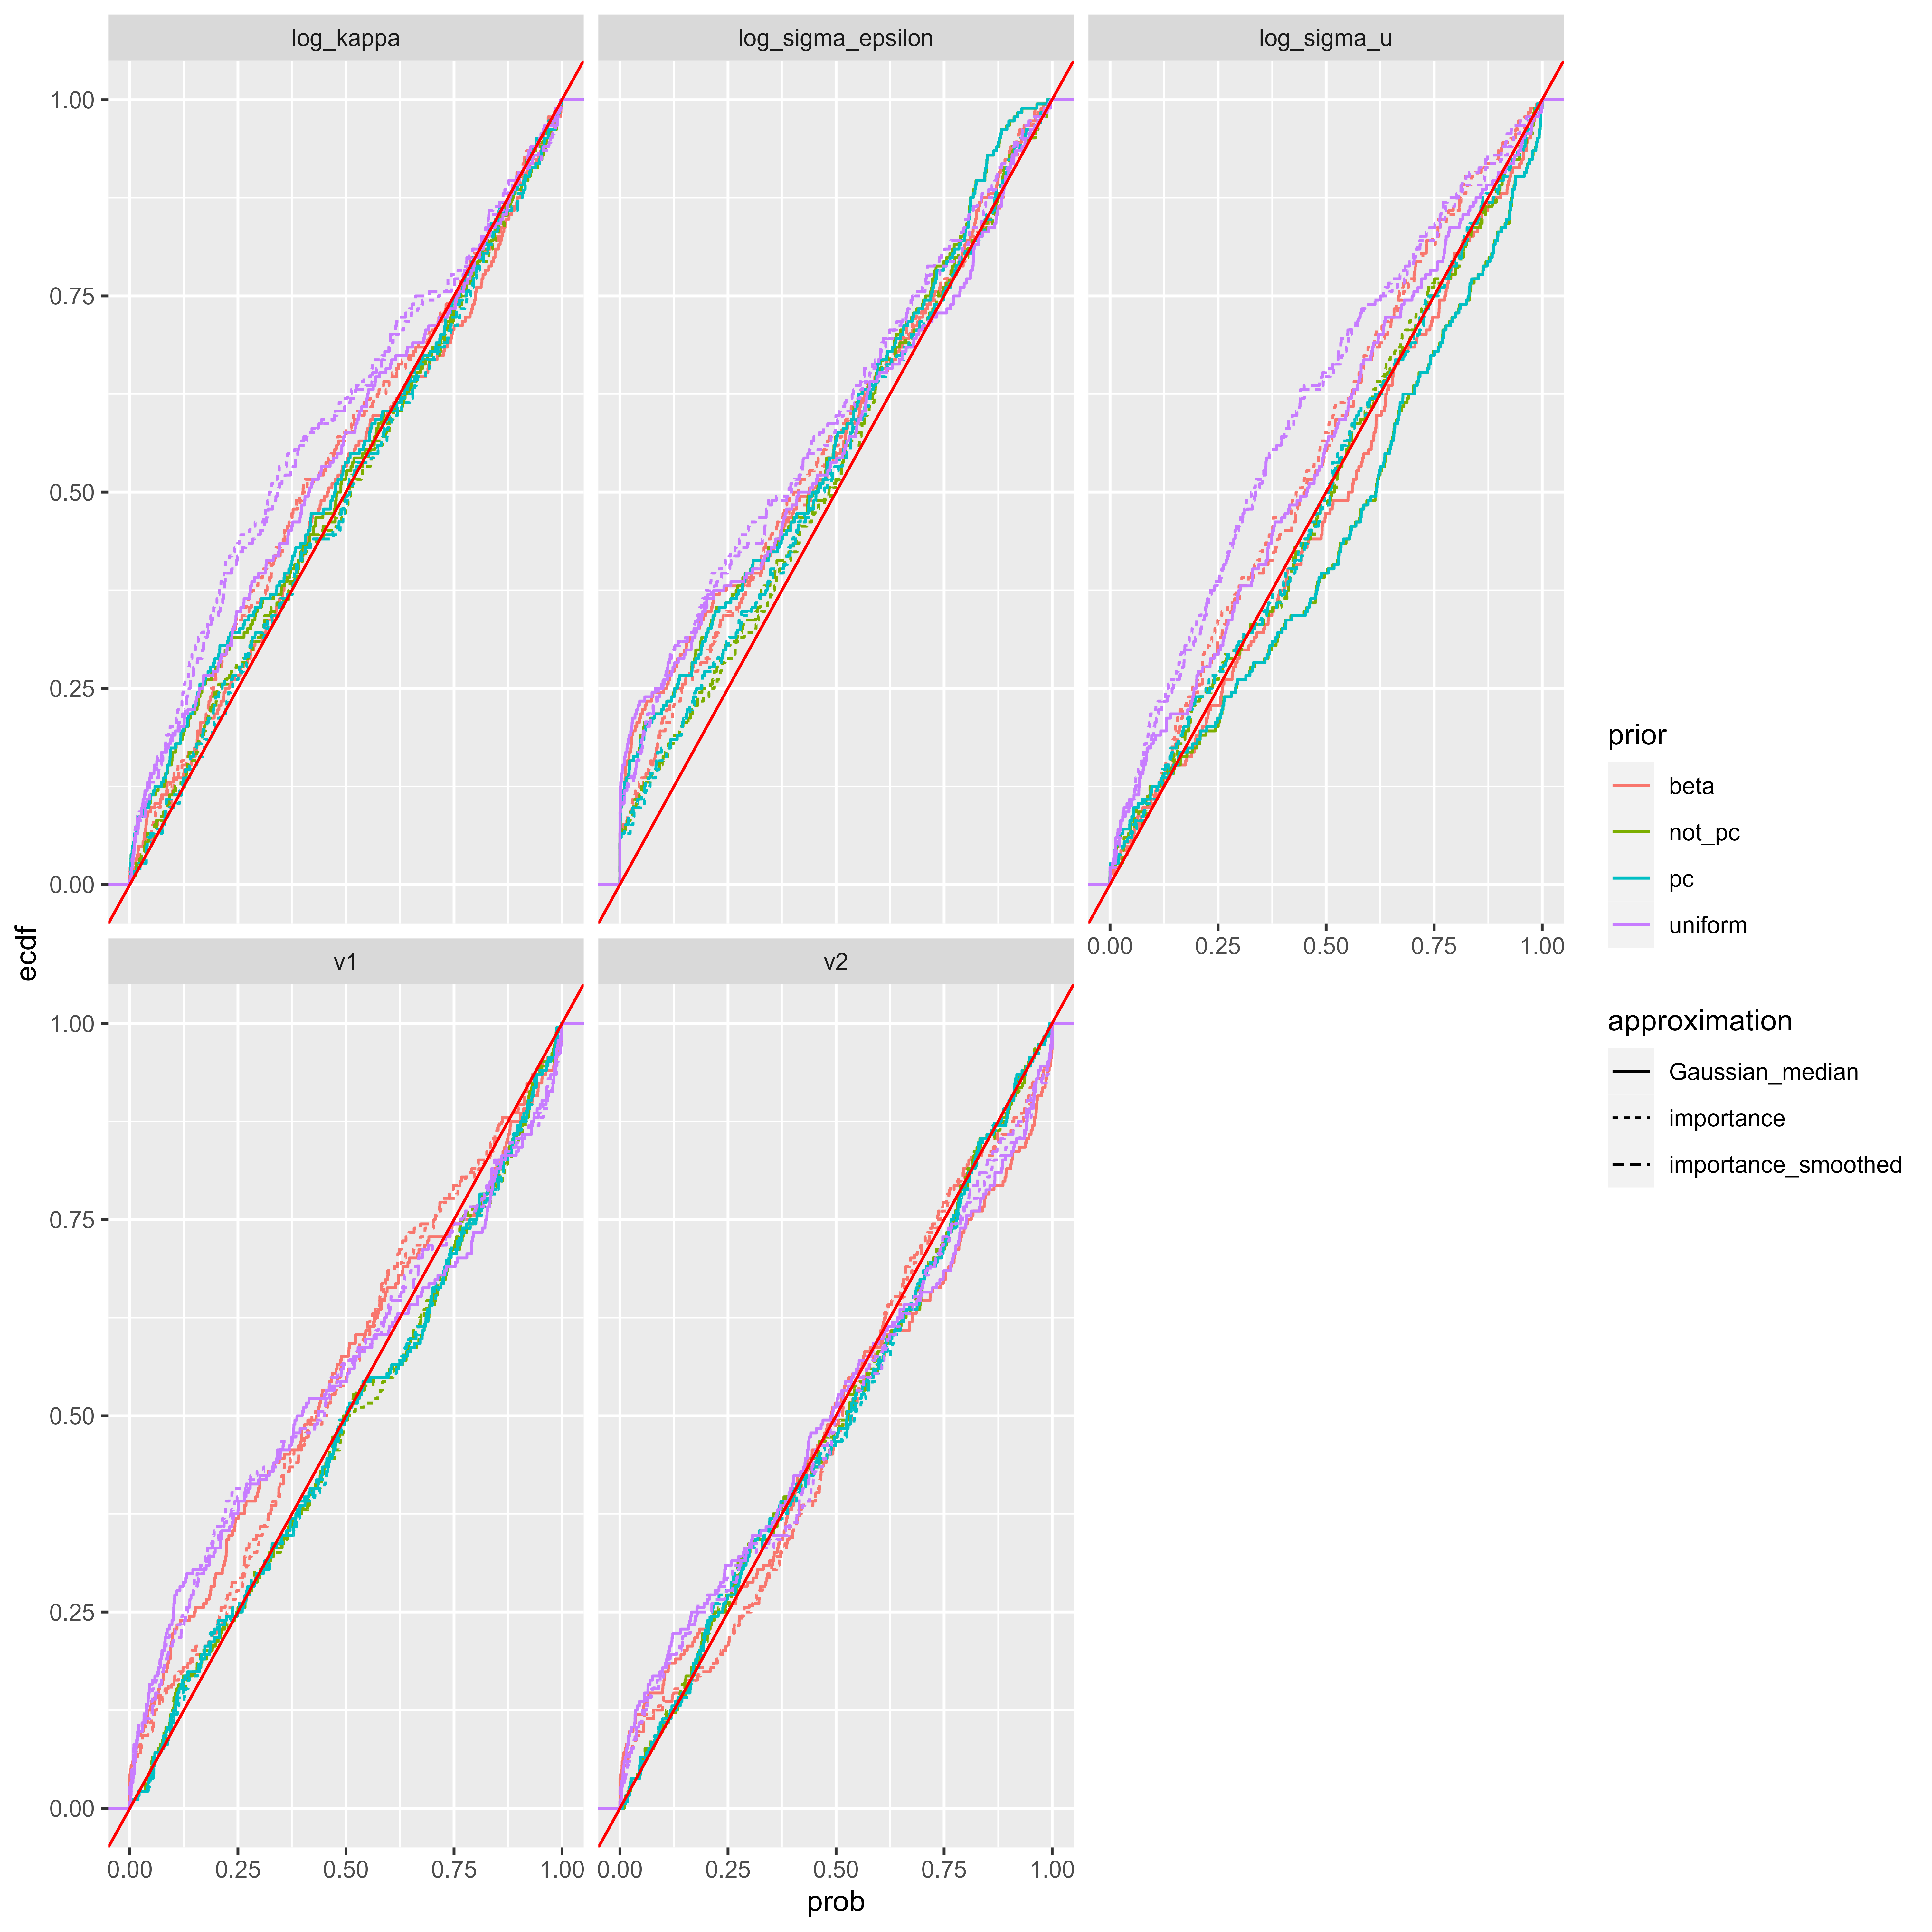 log_kappa
log_sigma_epsilon
log_sigma_u
1.00
0.75
0.50
0.25
0.00
0.00 0.25 0.50 0.75 1.00
v1
v2
1.00
0.75
0.50
0.25
0.00
0.00 0.25 0.50 0.75 1.00
0.00 0.25 0.50 0.75 1.00
prob
ecdf
prior
beta
not_pc
pc
uniform
approximation
Gaussian_median
importance
importance_smoothed